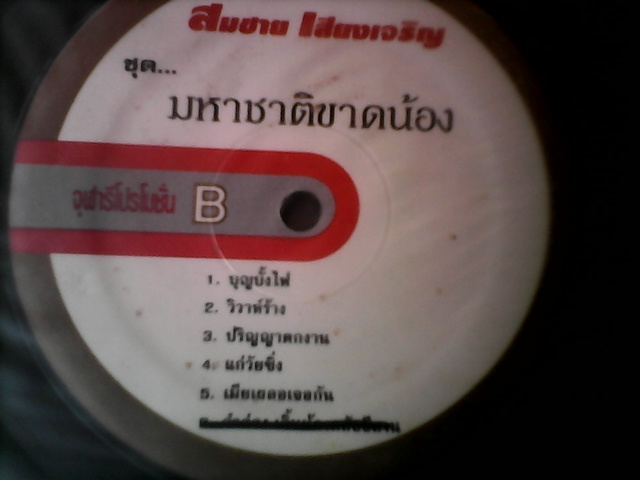 สมชาย เสียงเจริญ
ชุด...
มหาชาติขาดน้อง
จุฬารีโปรโมชั่น B
1. บุญบั้งไฟ
2. วิวาห์ร้าง
3. ปริญญาตกงาน
4. แก่วัยซิ่ง
5. เมียเธอเจอกัน